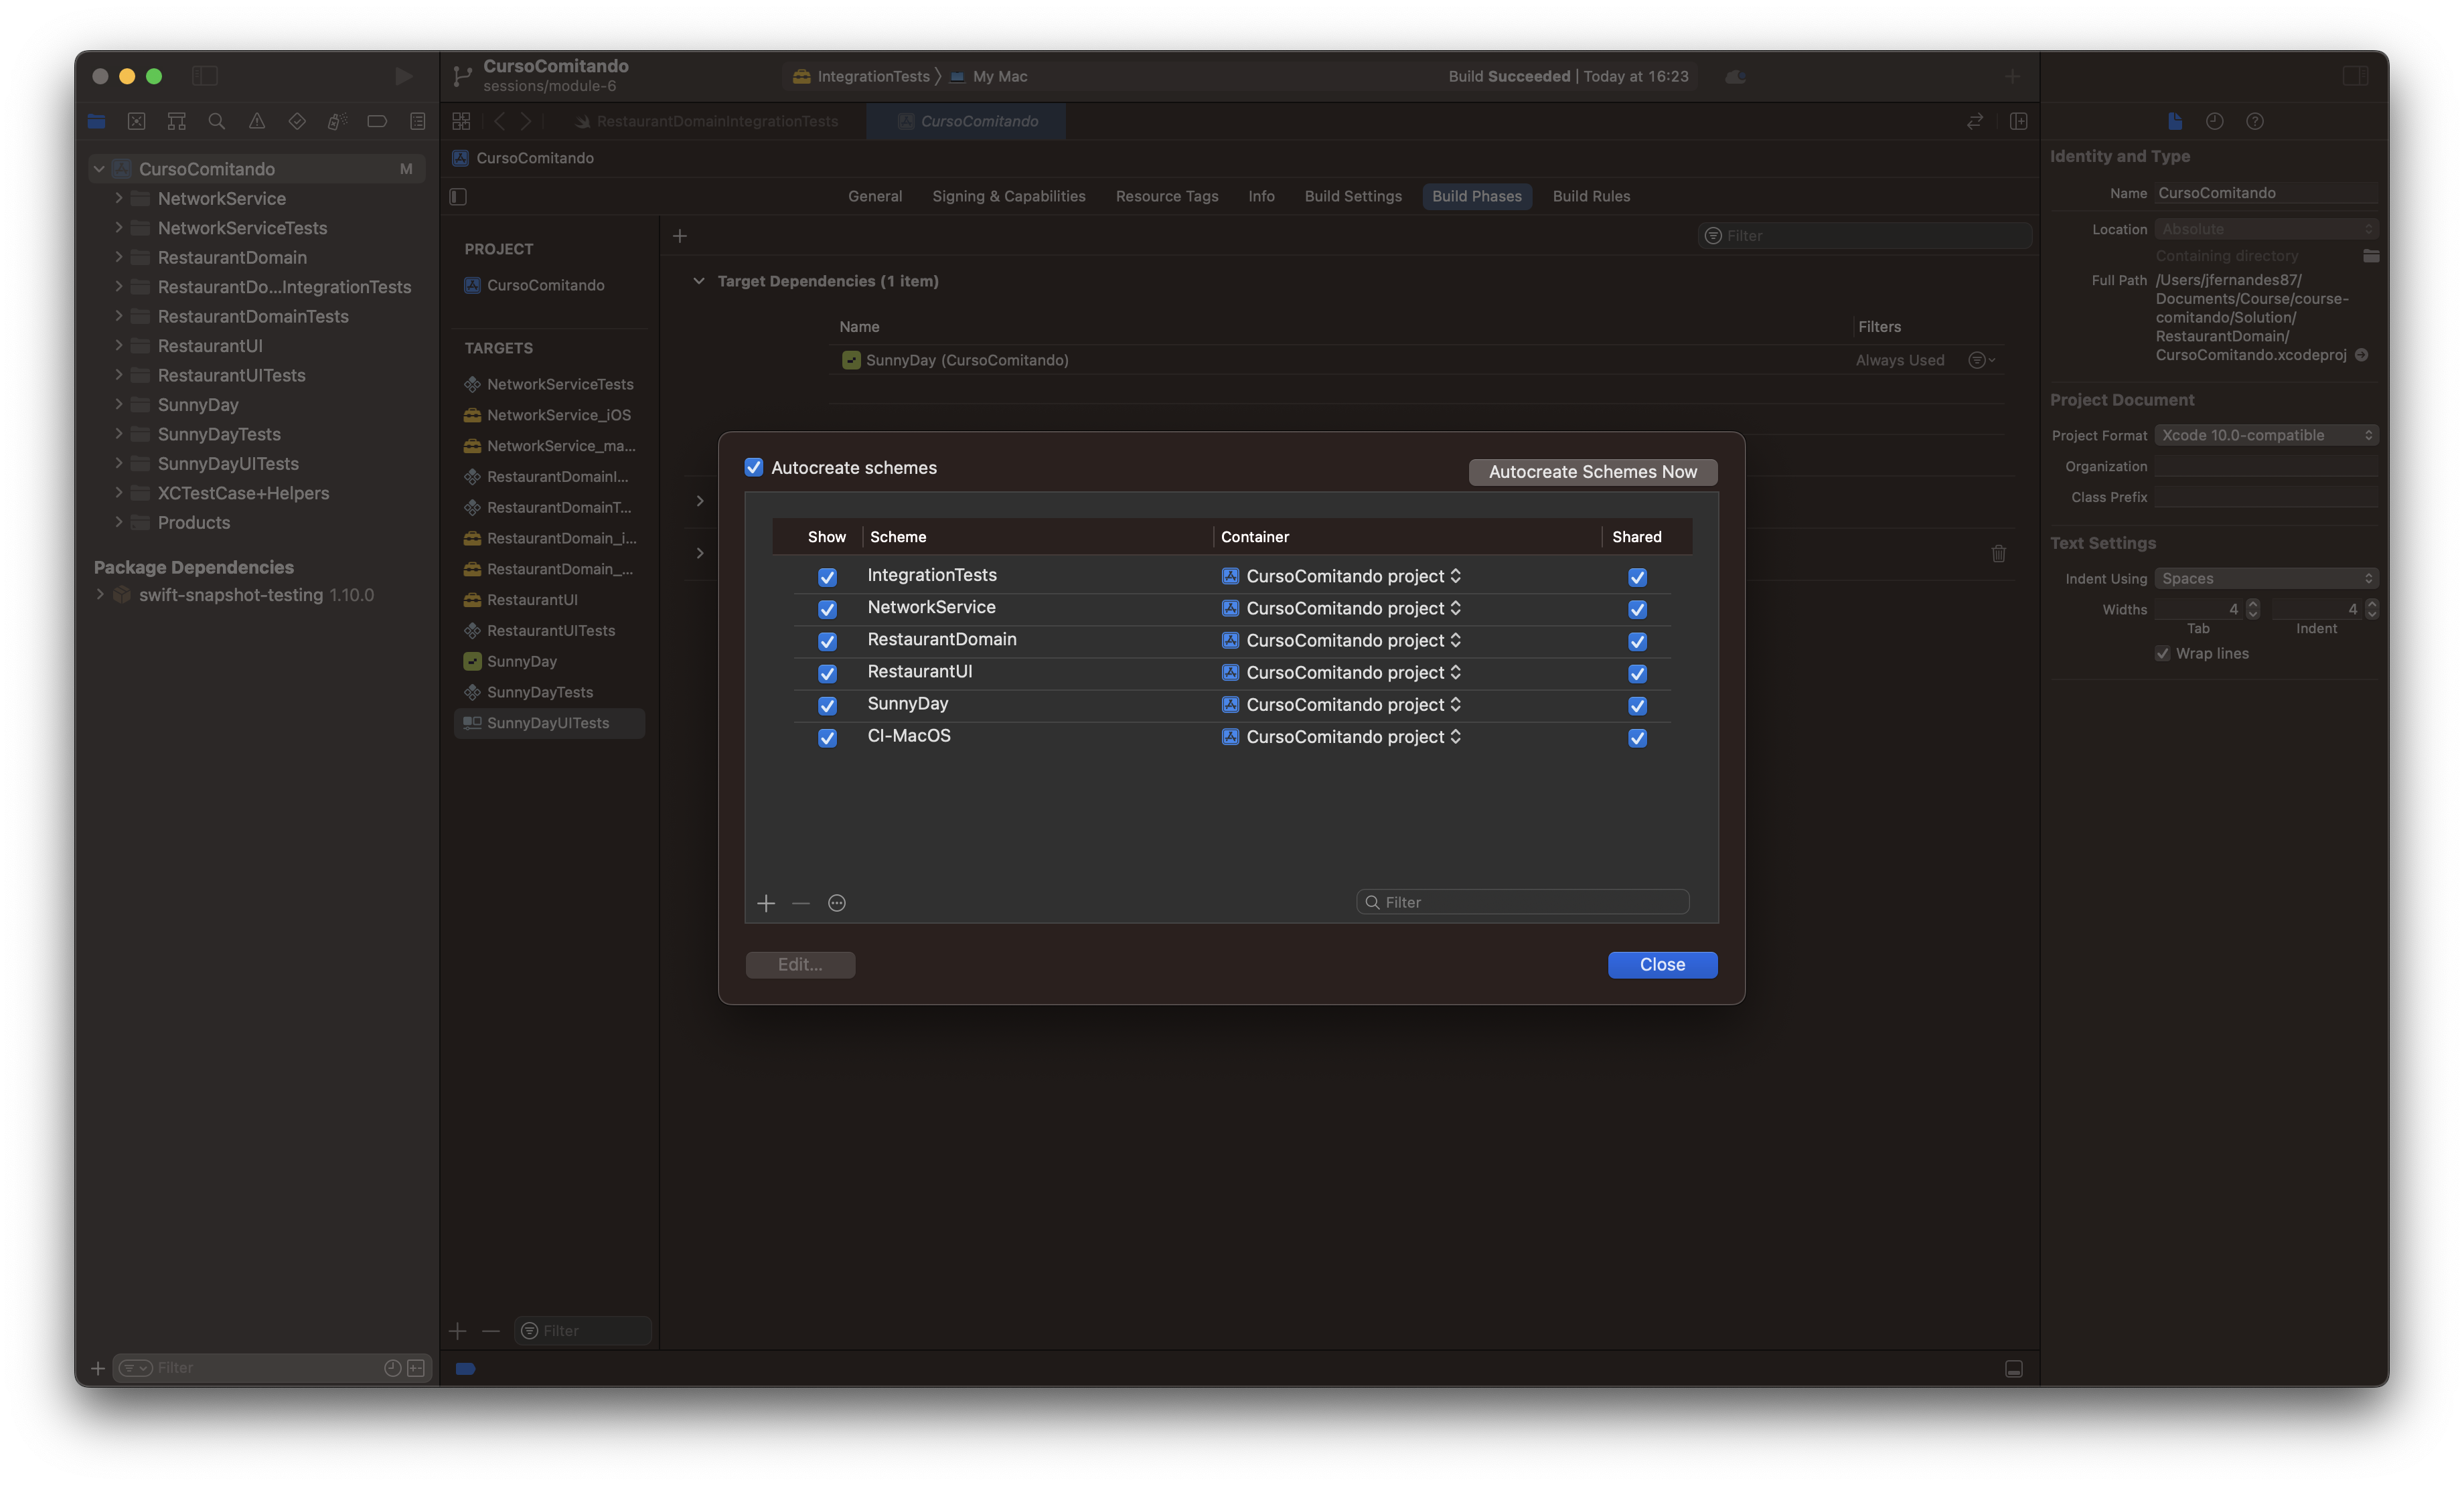 CursoComitando
sessions/module-6
IntegrationTests
My Mac
Build Succeeded | Today at 16:23
RestaurantDomainIntegrationTests
CursoComitando
CursoComitando M
NetworkService
NetworkServiceTests
RestaurantDomain
RestaurantDo...IntegrationTests
RestaurantDomainTests
RestaurantUI
RestaurantUITests
SunnyDay
SunnyDayTests
SunnyDayUITests
XCTestCase+Helpers
Products
Package Dependencies
swift-snapshot-testing 1.10.0
Filter
CursoComitando
General Signing & Capabilities Resource Tags Info Build Settings Build Phases Build Rules
PROJECT
CursoComitando
TARGETS
NetworkServiceTests
NetworkService_iOS
NetworkService_ma...
RestaurantDomainI...
RestaurantDomainT...
RestaurantDomain_i...
RestaurantDomain_...
RestaurantUI
RestaurantUITests
SunnyDay
SunnyDayTests
SunnyDayUITests
Filter
Filter
Target Dependencies (1 item)
Name Filters
SunnyDay (CursoComitando) Always Used
Autocreate schemes
Autocreate Schemes Now
Show Scheme Container Shared
IntegrationTests CursoComitando project
NetworkService CursoComitando project
RestaurantDomain CursoComitando project
RestaurantUI CursoComitando project
SunnyDay CursoComitando project
CI-MacOS CursoComitando project
Filter
Edit...
Close
Identity and Type
Name CursoComitando
Location Absolute
Containing directory
Full Path /Users/jfernandes87/
Documents/Course/course-
comitando/Solution/
RestaurantDomain/
CursoComitando.xcodeproj
Project Document
Project Format Xcode 10.0-compatible
Organization
Class Prefix
Text Settings
Indent Using Spaces
Widths 4 4
Tab Indent
Wrap lines